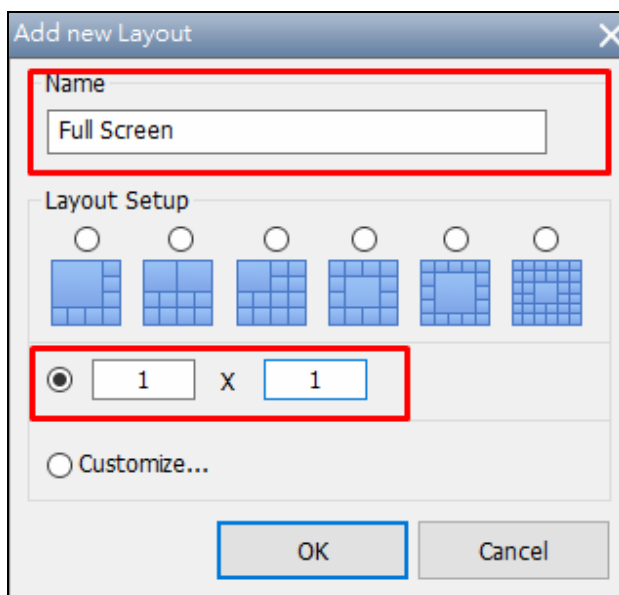 Add new Layout
Name
Full Screen
Layout Setup
1 X 1
Customize...
OK Cancel